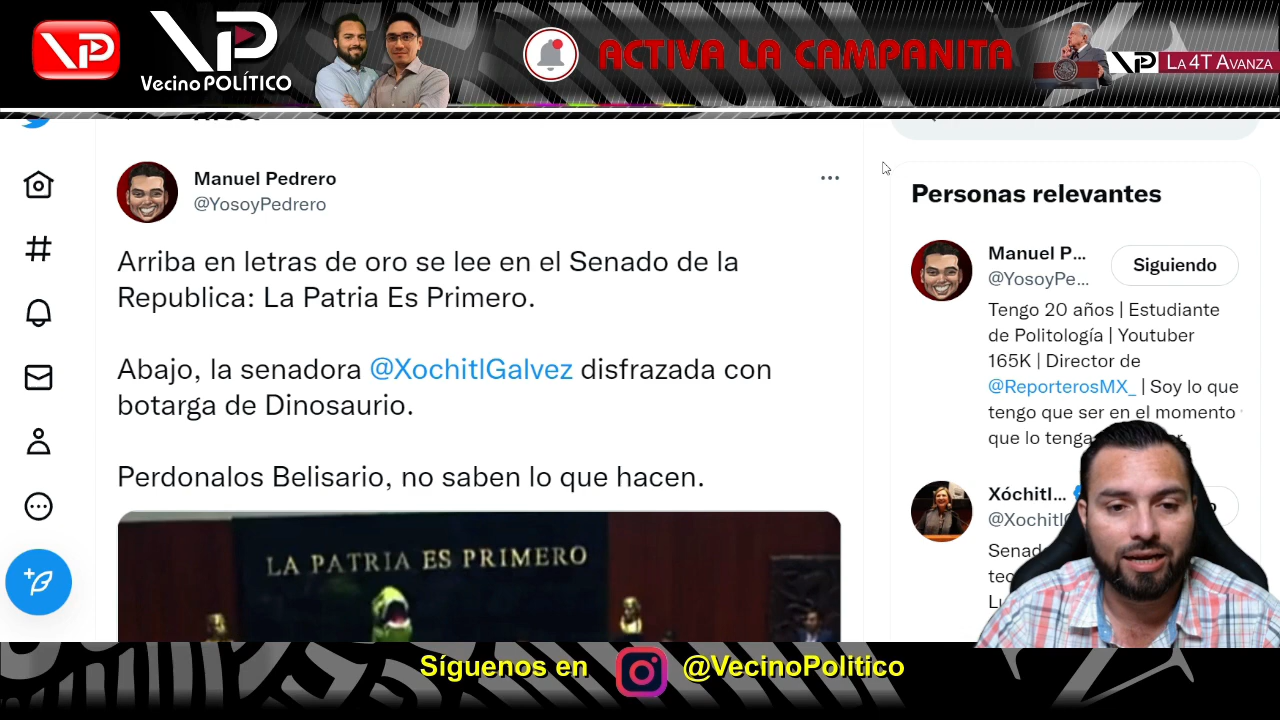 VP
VP
Vecino POLÍTICO
ACTIVA LA CAMPANITA
VP LA 4T AVANZA
Manuel Pedrero
@YosoyPedrero
Arriba en letras de oro se lee en el Senado de la
Republica: La Patria Es Primero.
Abajo, la senadora @XochitlGalvez disfrazada con
botarga de Dinosaurio.
Perdonalos Belisario, no saben lo que hacen.
LA PATRIA ES PRIMERO
Personas relevantes
Manuel P...
@YosoyPe...
Siguiendo
Tengo 20 años | Estudiante
de Politología | Youtuber
165K | Director de
@ReporterosMX_ | Soy lo que
tengo que ser en el momento
que lo tenga
Xóchitl...
Síguenos en @VecinoPolitico